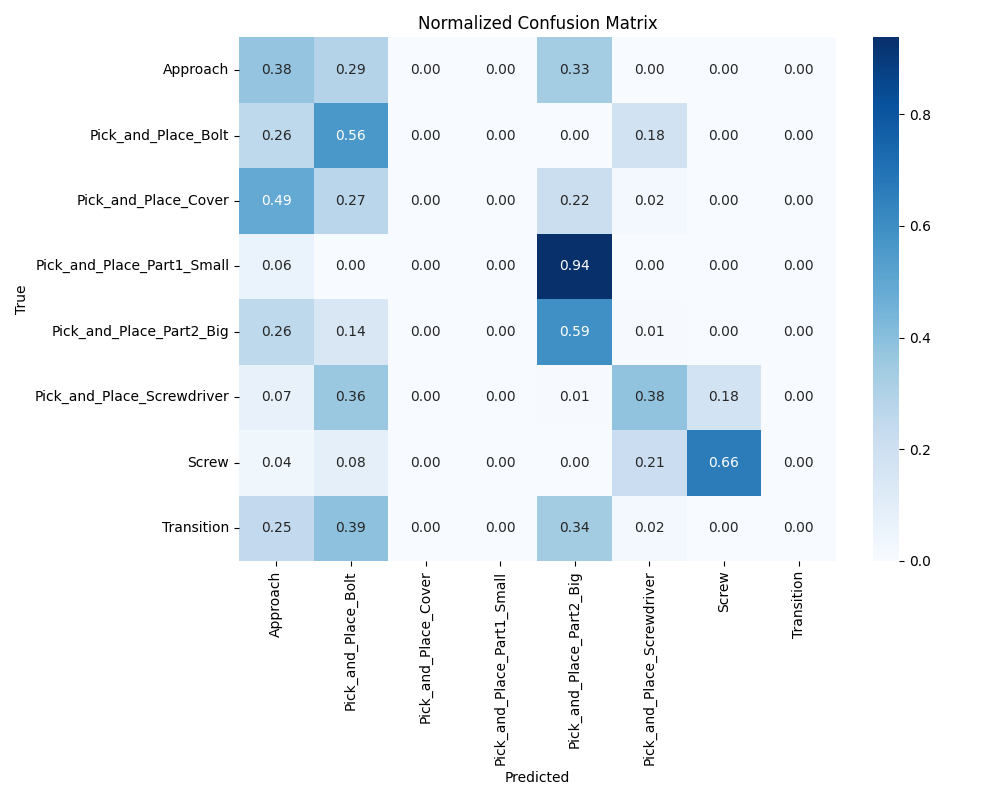 Normalized Confusion Matrix
True
Approach 0.38 0.29 0.00 0.00 0.33 0.00 0.00 0.00
Pick_and_Place_Bolt 0.26 0.56 0.00 0.00 0.00 0.18 0.00 0.00
Pick_and_Place_Cover 0.49 0.27 0.00 0.00 0.22 0.02 0.00 0.00
Pick_and_Place_Part1_Small 0.06 0.00 0.00 0.00 0.94 0.00 0.00 0.00
Pick_and_Place_Part2_Big 0.26 0.14 0.00 0.00 0.59 0.01 0.00 0.00
Pick_and_Place_Screwdriver 0.07 0.36 0.00 0.00 0.01 0.38 0.18 0.00
Screw 0.04 0.08 0.00 0.00 0.00 0.21 0.66 0.00
Transition 0.25 0.39 0.00 0.00 0.34 0.02 0.00 0.00
Approach
Pick_and_Place_Bolt
Pick_and_Place_Cover
Pick_and_Place_Part1_Small
Pick_and_Place_Part2_Big
Pick_and_Place_Screwdriver
Screw
Transition
Predicted
0.8
0.6
0.4
0.2
0.0